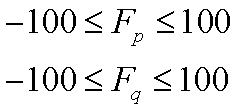 −100 ≤ F_p ≤ 100
−100 ≤ F_q ≤ 100